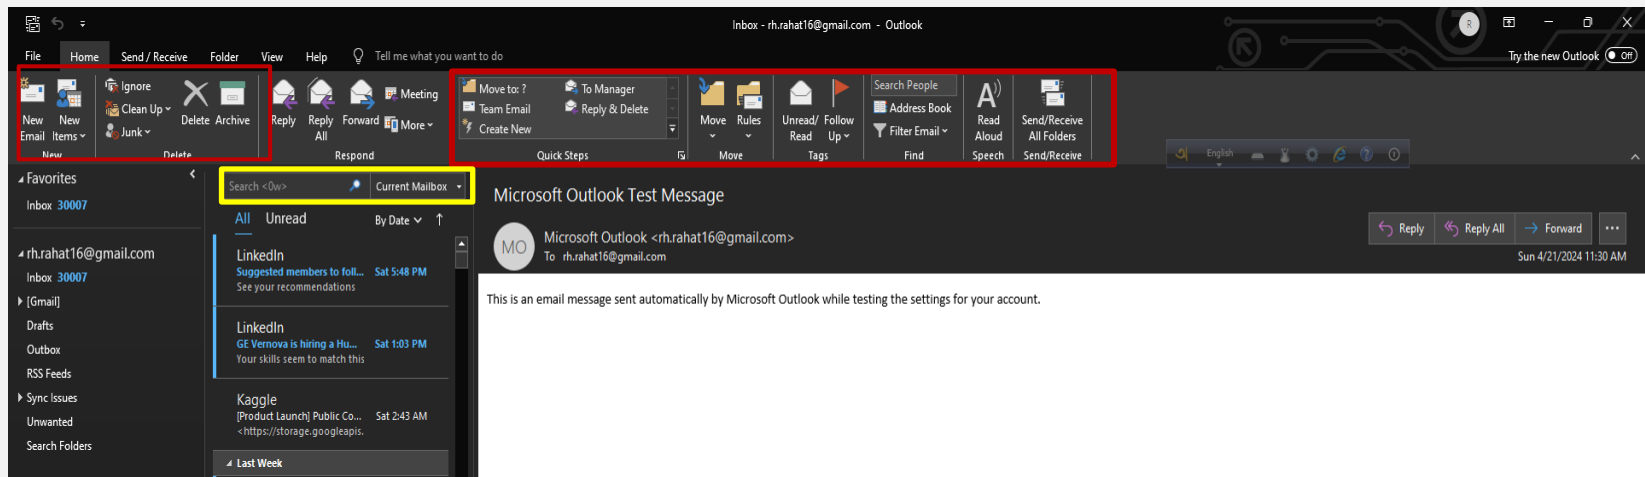 Inbox - rh.rahat16@gmail.com - Outlook
R
File Home Send / Receive Folder View Help Tell me what you want to do
Try the new Outlook Off
New Email
New Items
New
Ignore
Clean Up
Junk
Delete
Archive
Delete
Reply
Reply All
Forward
Meeting
More
Respond
Move to: ?
Team Email
Create New
To Manager
Reply & Delete
Quick Steps
Move
Rules
Move
Unread/ Read
Follow Up
Tags
Search People
Address Book
Filter Email
Find
Read Aloud
Speech
Send/Receive All Folders
Send/Receive
English
Favorites
Inbox 30007
rh.rahat16@gmail.com
Inbox 30007
[Gmail]
Drafts
Outbox
RSS Feeds
Sync Issues
Unwanted
Search Folders
Search <0w> Current Mailbox
All Unread By Date
LinkedIn
Suggested members to foll... Sat 5:48 PM
See your recommendations
LinkedIn
GE Vernova is hiring a Hu... Sat 1:03 PM
Your skills seem to match this
Kaggle
[Product Launch] Public Co... Sat 2:43 AM
<https://storage.googleapis.
Last Week
Microsoft Outlook Test Message
MO
Microsoft Outlook <rh.rahat16@gmail.com>
To rh.rahat16@gmail.com
Reply Reply All Forward ...
Sun 4/21/2024 11:30 AM
This is an email message sent automatically by Microsoft Outlook while testing the settings for your account.